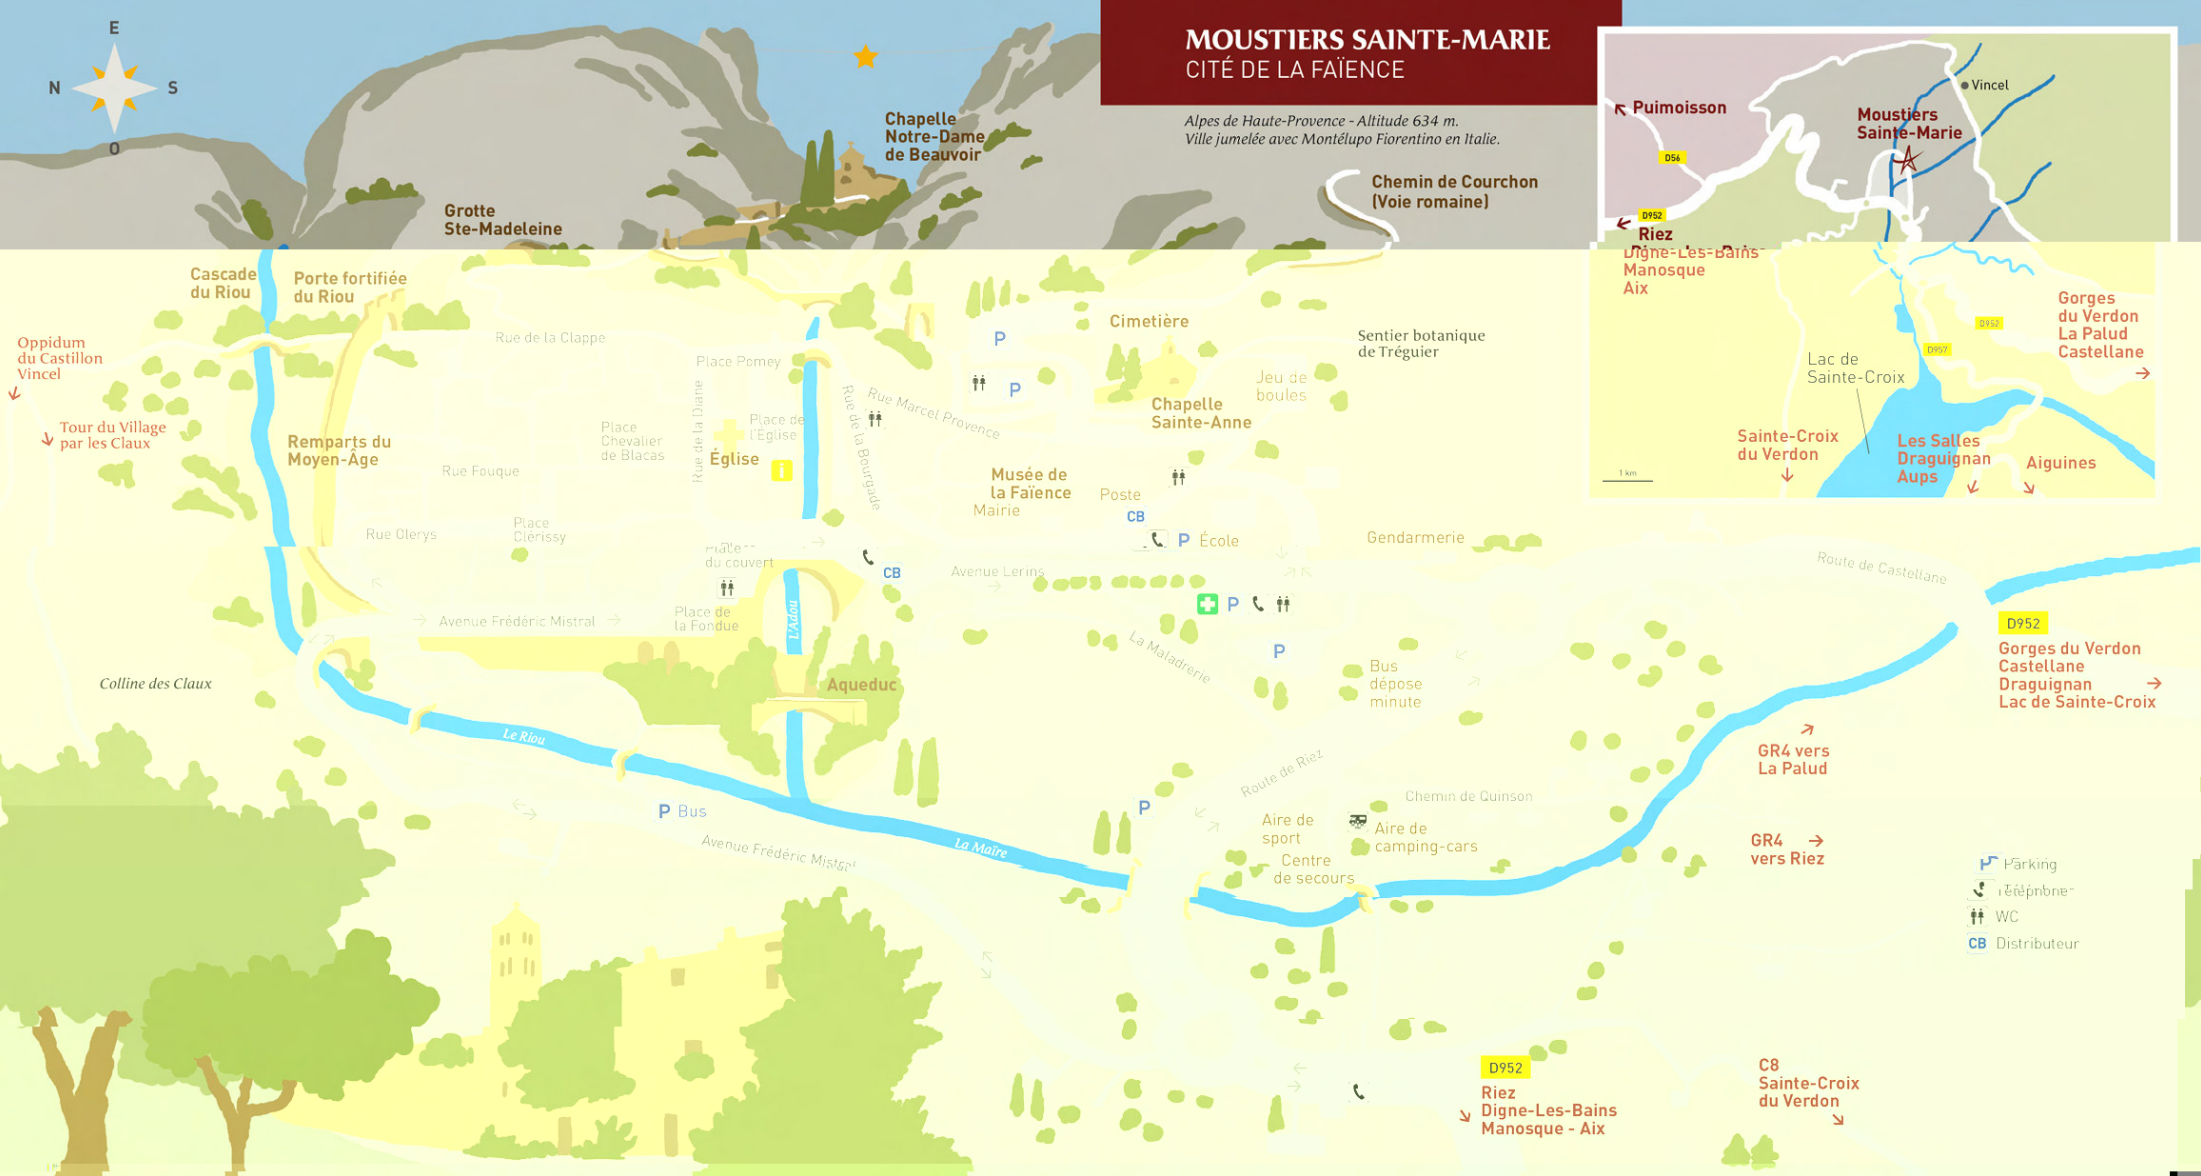 E
N
S
O
MOUSTIERS SAINTE-MARIE
CITÉ DE LA FAÏENCE
Alpes de Haute-Provence - Altitude 634 m.
Ville jumelée avec Montélupo Fiorentino en Italie.
Chapelle
Notre-Dame
de Beauvoir
Grotte
Ste-Madeleine
Chemin de Courchon
(Voie romaine)
Puimoisson
D56
D952
Riez
Digne-Les-Bains
Manosque
Aix
Vincel
Moustiers
Sainte-Marie
Gorges
du Verdon
La Palud
Castellane
D952
D957
Lac de
Sainte-Croix
Sainte-Croix
du Verdon
Les Salles
Draguignan
Aups
Aiguines
1 km
Cascade
du Riou
Porte fortifiée
du Riou
Oppidum
du Castillon
Vincel
Tour du Village
par les Claux
Remparts du
Moyen-Âge
Rue de la Clappe
Place Pomey
Rue de la Diane
Place de
l'Eglise
Place
Chevalier
de Blacas
Église
i
Rue Fouque
Rue Olerys
Place
Clérissy
Rue de la Bourgade
Rue Marcel Provence
P
P
Cimetière
Chapelle
Sainte-Anne
Jeu de
boules
Sentier botanique
de Tréguier
Musée de
la Faïence
Mairie
Poste
CB
P École
Gendarmerie
Route de Castellane
du couvert
CB
Avenue Lerins
Avenue Frédéric Mistral
Place de
la Fondue
L'Adou
P
P
La Maladrerie
Bus
dépose
minute
Aqueduc
Colline des Claux
Le Riou
P Bus
Avenue Frédéric Mistral
La Maïre
P
Route de Riez
Chemin de Quinson
Aire de
sport
Aire de
camping-cars
Centre
de secours
D952
Gorges du Verdon
Castellane
Draguignan
Lac de Sainte-Croix
GR4 vers
La Palud
GR4
vers Riez
Parking
Téléphone
WC
CB Distributeur
D952
Riez
Digne-Les-Bains
Manosque - Aix
C8
Sainte-Croix
du Verdon